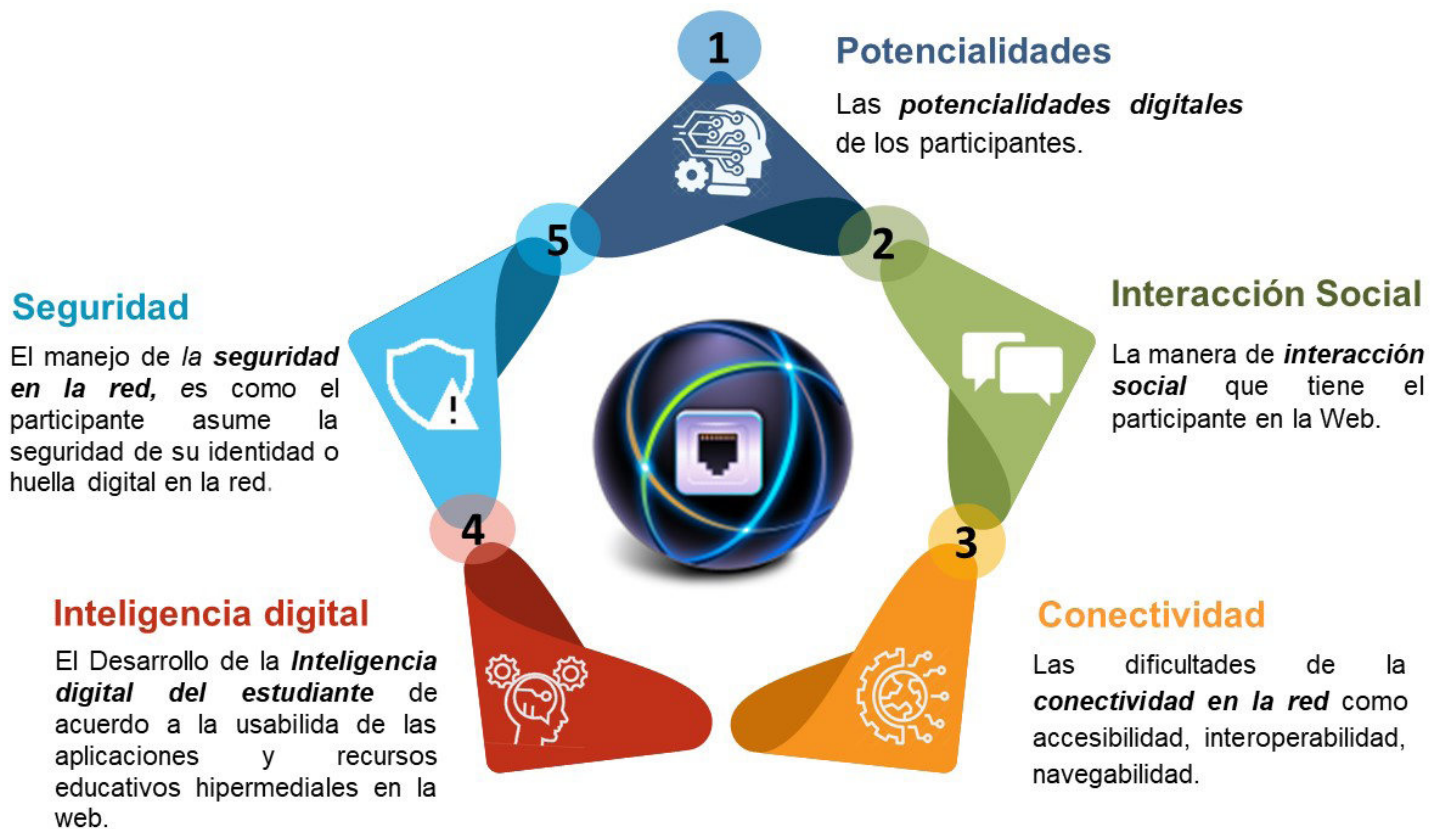 1
Potencialidades
Las potencialidades digitales
de los participantes.
2
Interacción Social
La manera de interacción
social que tiene el
participante en la Web.
3
Conectividad
Las dificultades de la
conectividad en la red como
accesibilidad, interoperabilidad,
navegabilidad.
4
Inteligencia digital
El Desarrollo de la Inteligencia
digital del estudiante de
acuerdo a la usabilida de las
aplicaciones y recursos
educativos hipermediales en la
web.
5
Seguridad
El manejo de la seguridad
en la red, es como el
participante asume la
seguridad de su identidad o
huella digital en la red.
!